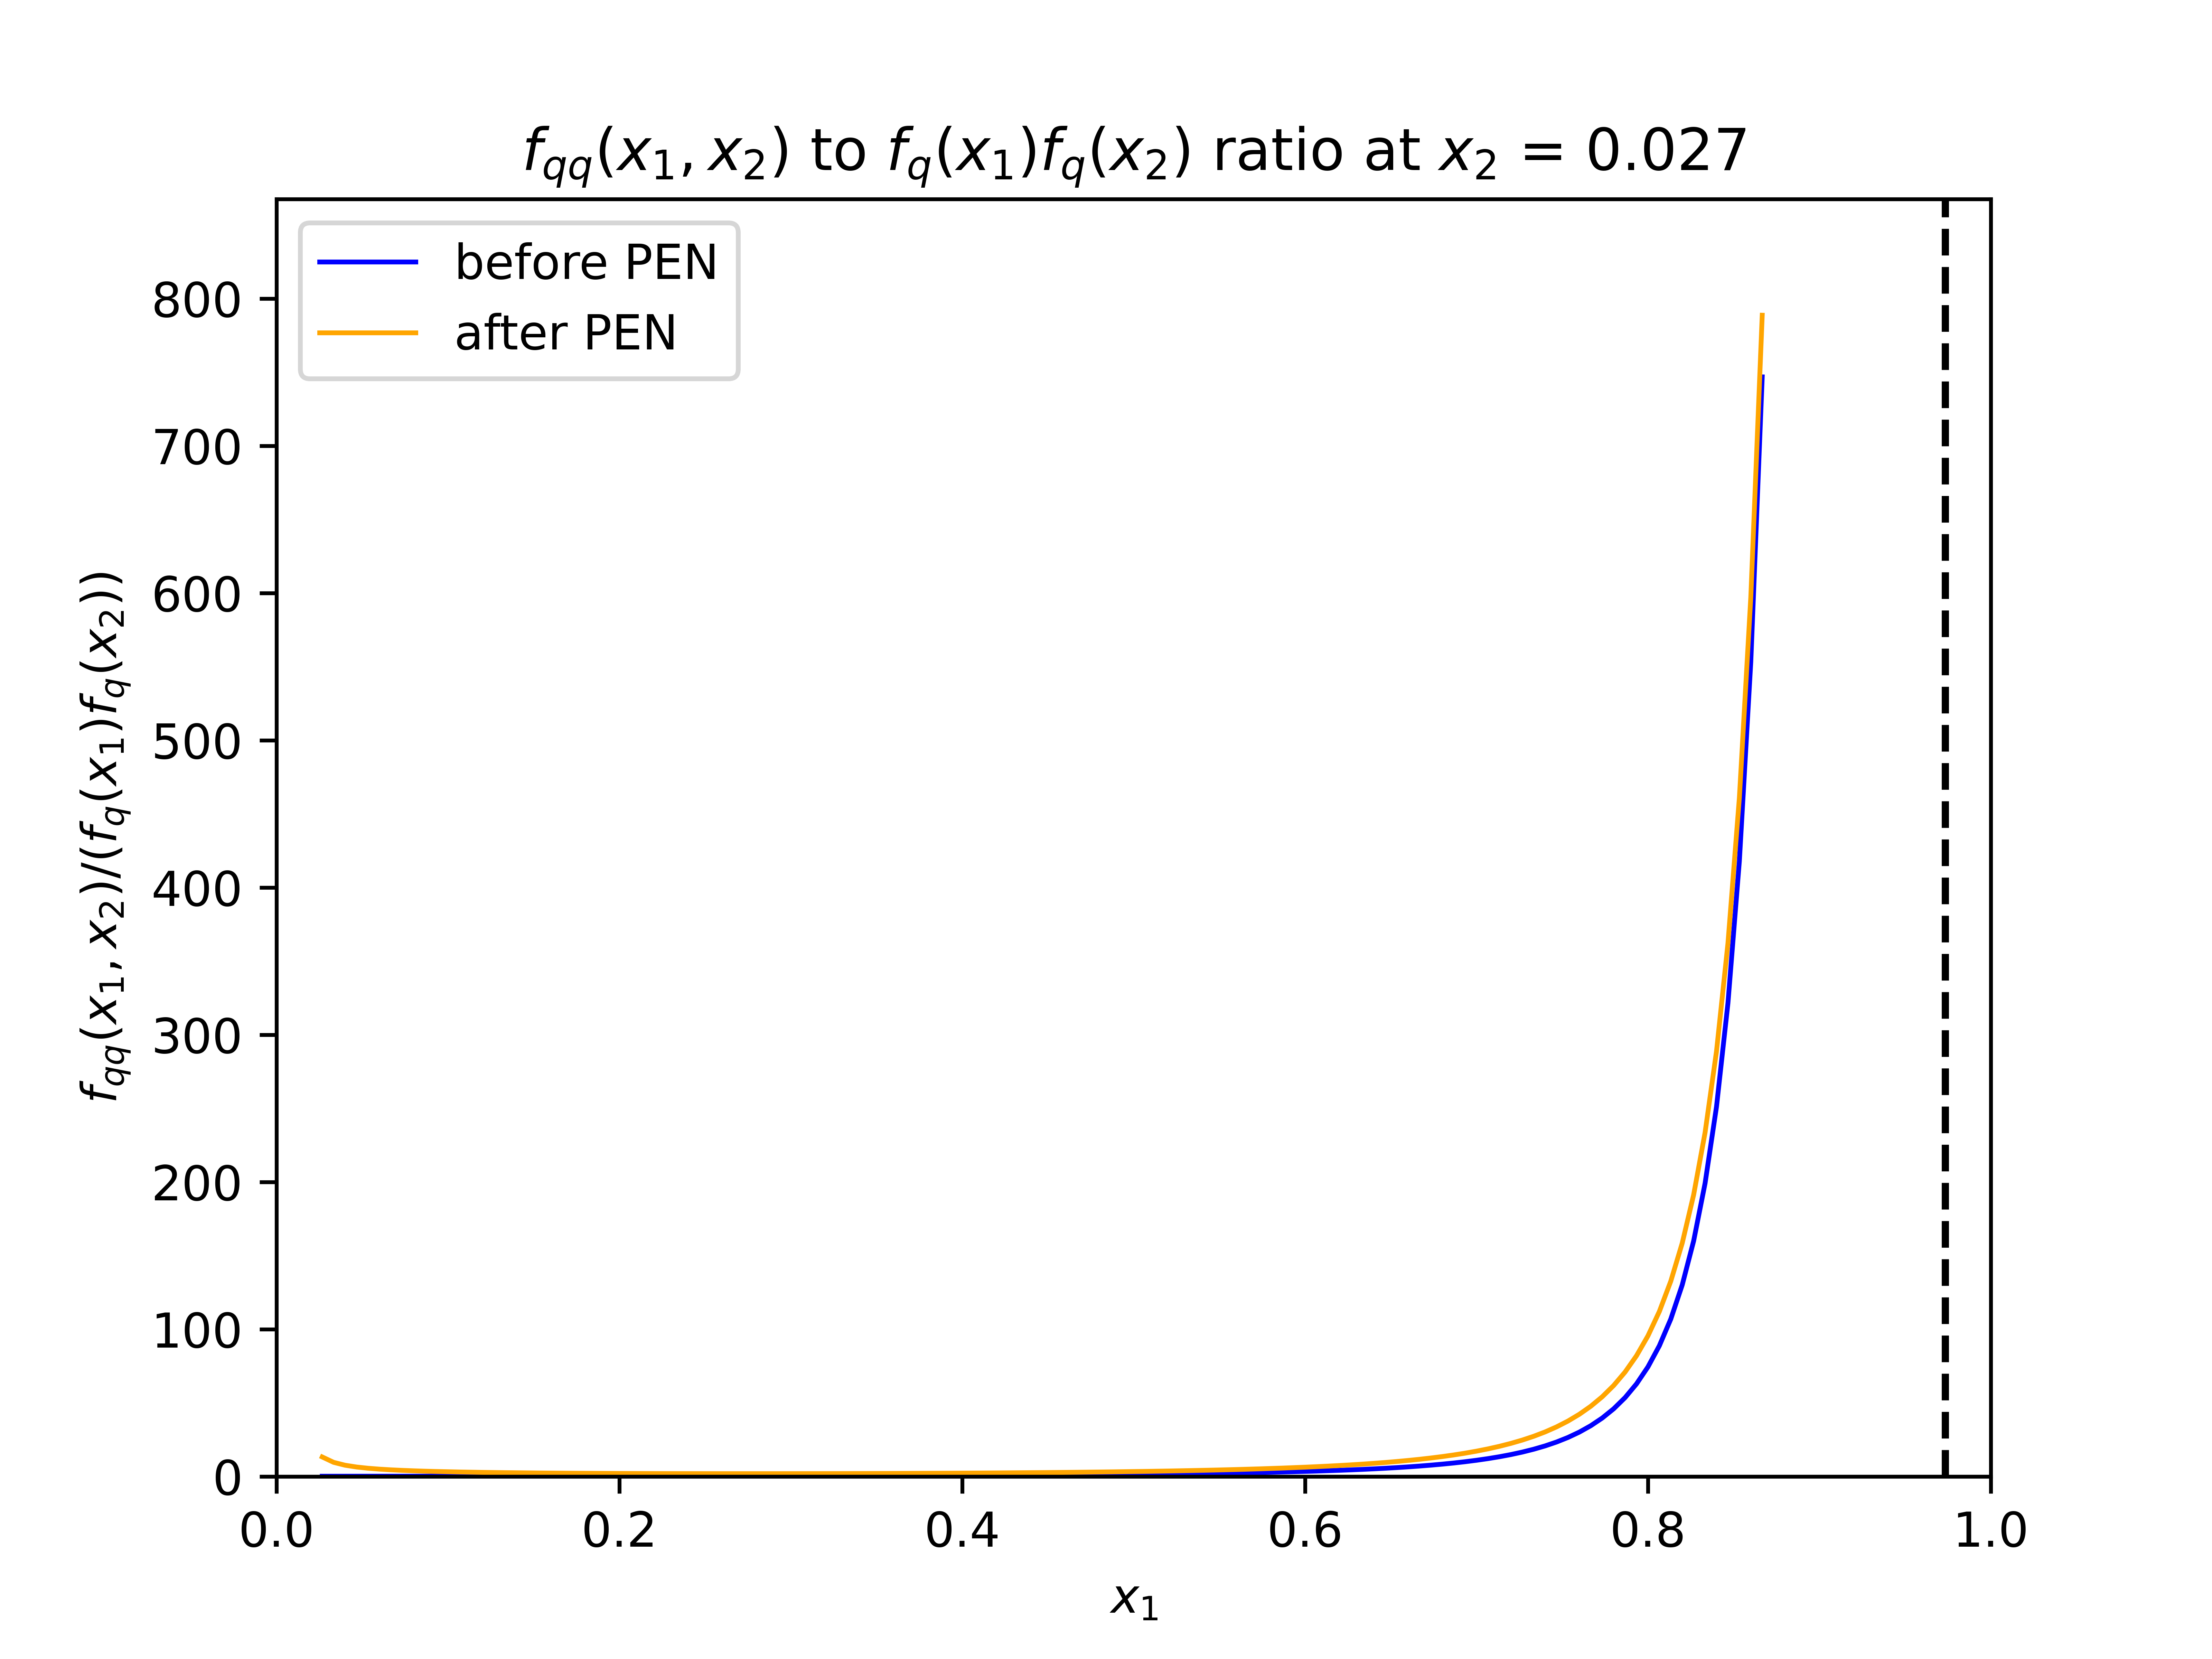 f_qq(x_1, x_2) to f_q(x_1)f_q(x_2) ratio at x_2 = 0.027
before PEN
after PEN
f_qq(x_1, x_2)/(f_q(x_1)f_q(x_2))
800
700
600
500
400
300
200
100
0
0.0 0.2 0.4 0.6 0.8 1.0
x_1